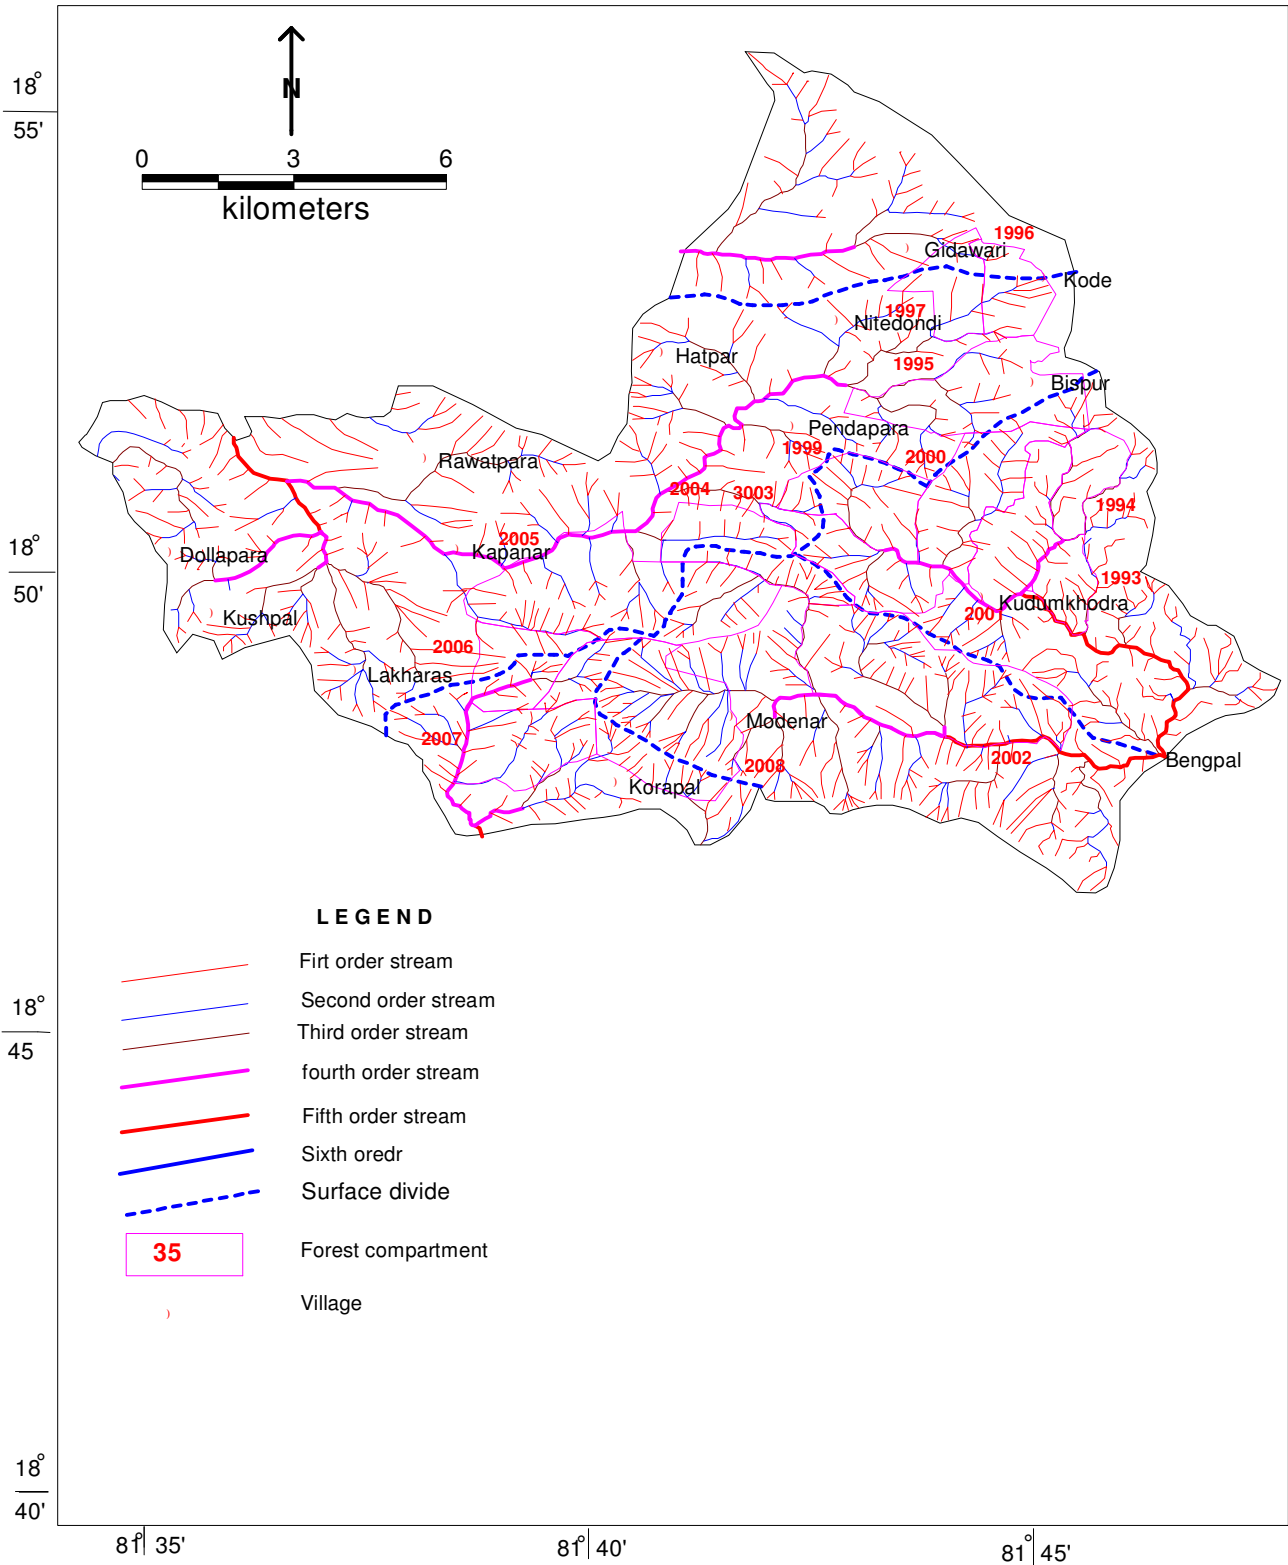 N
0 3 6
kilometers
18°
55'
1996
Gidawari
Kode
1997
Nitedondi
Hatpar
1995
Bispur
Pendapara
1999
2000
Rawatpara
2004 3003
1994
2005
Kapanar
18°
50'
Dollapara
1993
Kudumkhodra
2001
Kushpal
2006
Lakharas
Modenar
2007
2008
2002
Bengpal
Korapal
LEGEND
Firt order stream
Second order stream
Third order stream
fourth order stream
Fifth order stream
Sixth oredr
Surface divide
35 Forest compartment
Village
18°
45
18°
40'
81° 35' 81° 40' 81° 45'